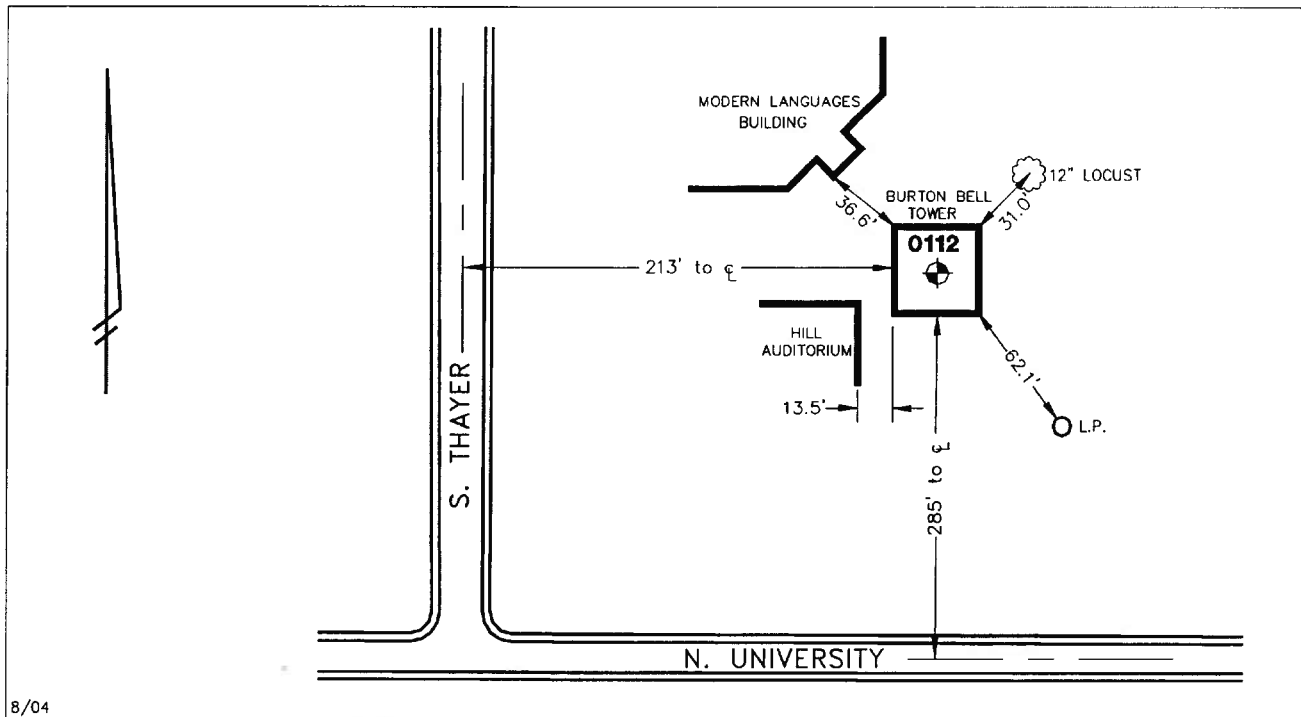 MODERN LANGUAGES
BUILDING
12" LOCUST
36.6'
BURTON BELL
TOWER
31.0'
0112
213' to ℄
HILL
AUDITORIUM
62.1'
13.5'
L.P.
S. THAYER
285' to ℄
N. UNIVERSITY
8/04